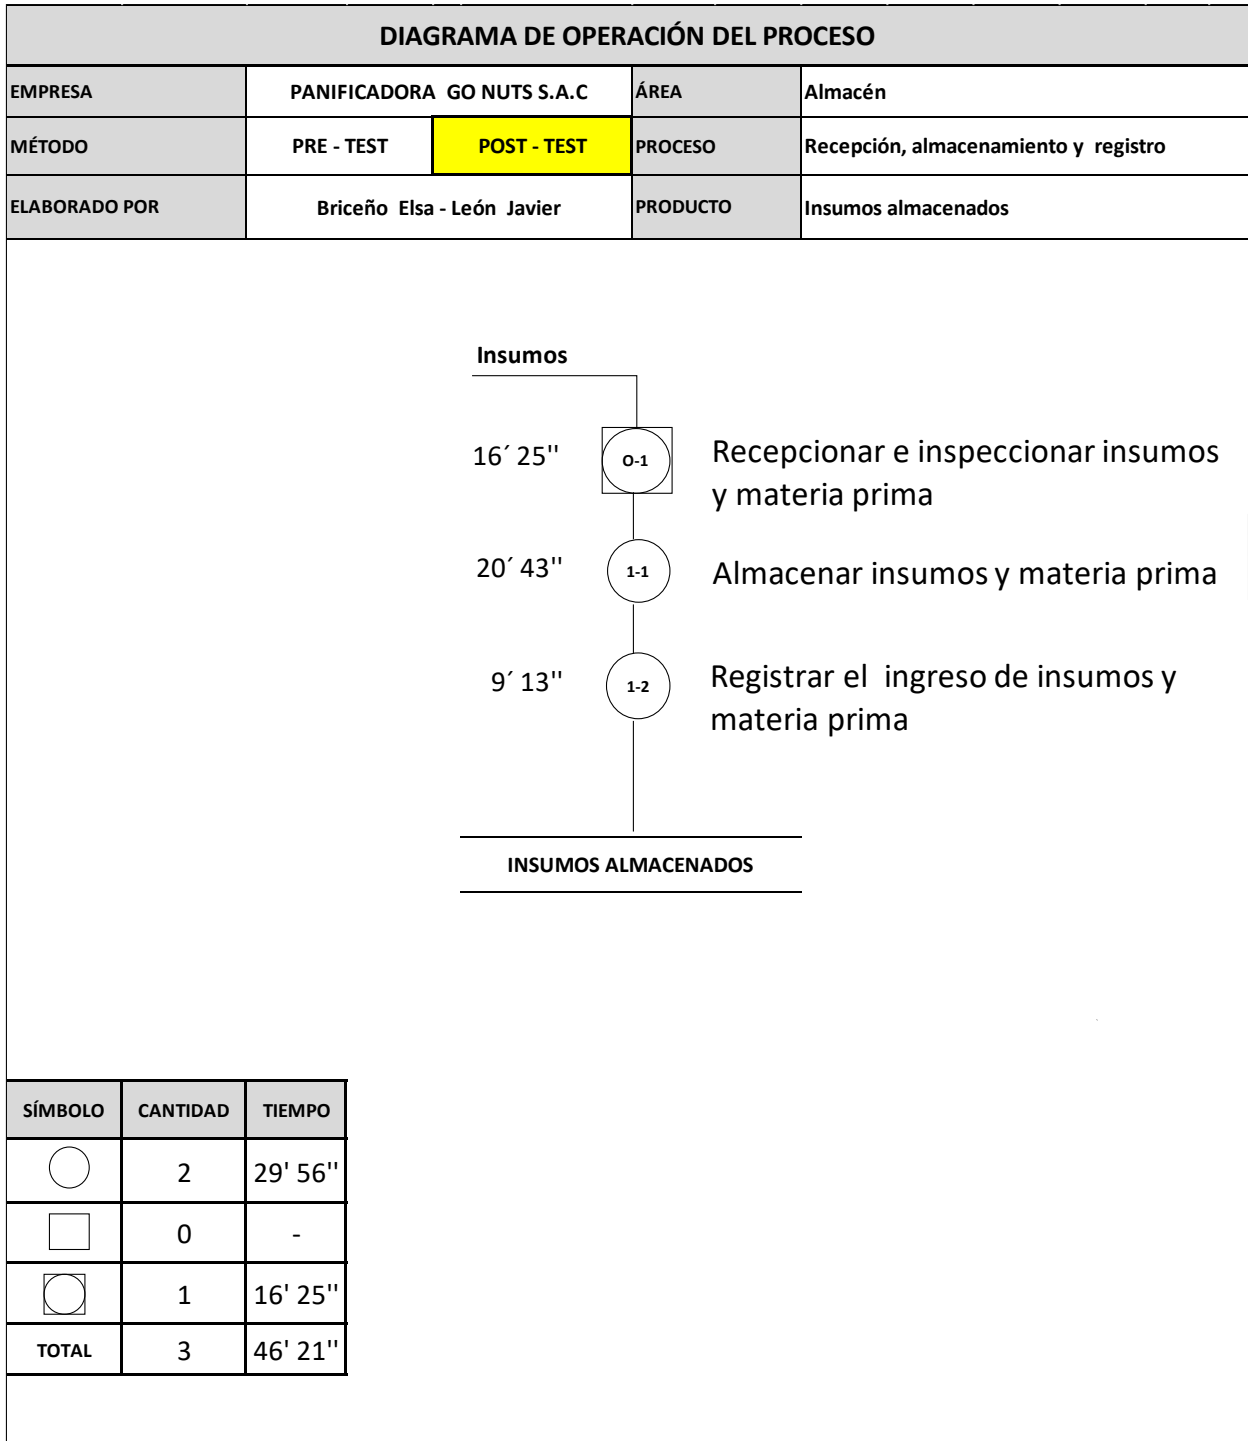 DIAGRAMA DE OPERACIÓN DEL PROCESO
EMPRESA PANIFICADORA GO NUTS S.A.C ÁREA Almacén
MÉTODO PRE - TEST POST - TEST PROCESO Recepción, almacenamiento y registro
ELABORADO POR Briceño Elsa - León Javier PRODUCTO Insumos almacenados
Insumos
16´ 25'' O-1 Recepcionar e inspeccionar insumos
y materia prima
20´ 43'' 1-1 Almacenar insumos y materia prima
9´ 13'' 1-2 Registrar el ingreso de insumos y
materia prima
INSUMOS ALMACENADOS
SÍMBOLO CANTIDAD TIEMPO
2 29' 56''
0 -
1 16' 25''
TOTAL 3 46' 21''